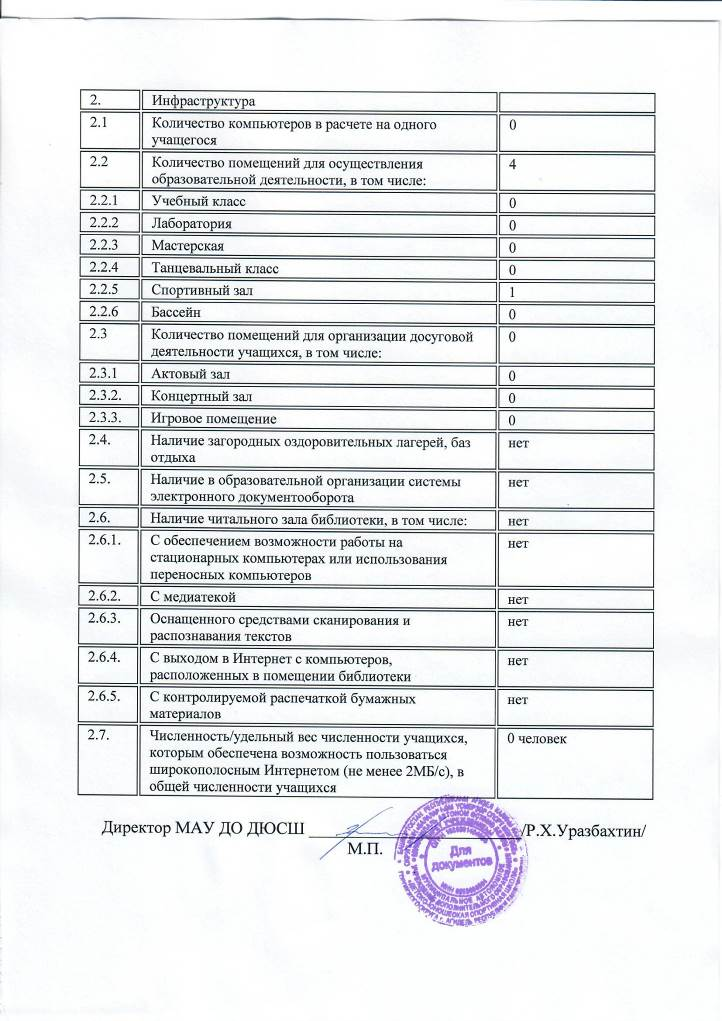 2. Инфраструктура
2.1 Количество компьютеров в расчете на одного 0
учащегося
2.2 Количество помещений для осуществления 4
образовательной деятельности, в том числе:
2.2.1 Учебный класс 0
2.2.2 Лаборатория 0
2.2.3 Мастерская 0
2.2.4 Танцевальный класс 0
2.2.5 Спортивный зал 1
2.2.6 Бассейн 0
2.3 Количество помещений для организации досуговой 0
деятельности учащихся, в том числе:
2.3.1 Актовый зал 0
2.3.2. Концертный зал 0
2.3.3. Игровое помещение 0
2.4. Наличие загородных оздоровительных лагерей, баз нет
отдыха
2.5. Наличие в образовательной организации системы нет
электронного документооборота
2.6. Наличие читального зала библиотеки, в том числе: нет
2.6.1. С обеспечением возможности работы на нет
стационарных компьютерах или использования
переносных компьютеров
2.6.2. С медиатекой нет
2.6.3. Оснащенного средствами сканирования и нет
распознавания текстов
2.6.4. С выходом в Интернет с компьютеров, нет
расположенных в помещении библиотеки
2.6.5. С контролируемой распечаткой бумажных нет
материалов
2.7. Численность/удельный вес численности учащихся, 0 человек
которым обеспечена возможность пользоваться
широкополосным Интернетом (не менее 2МБ/с), в
общей численности учащихся
Директор МАУ ДО ДЮСШ /Р.Х.Уразбахтин/
М.П.
Для
документов